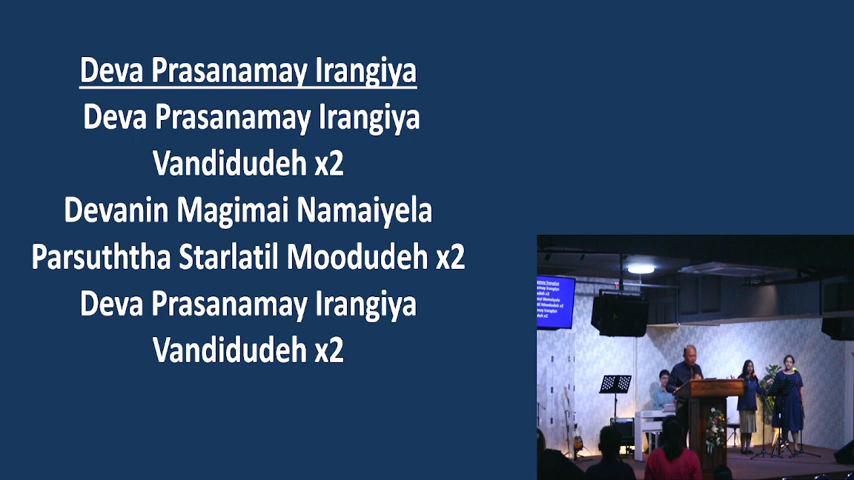 Deva Prasanamay Irangiya
Deva Prasanamay Irangiya
Vandidudeh x2
Devanin Magimai Namaiyela
Parsuththa Starlatil Moodudeh x2
Deva Prasanamay Irangiya
Vandidudeh x2